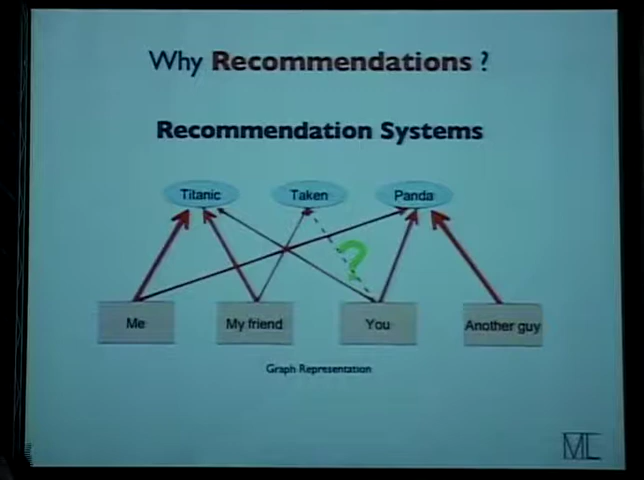 Why Recommendations ?
Recommendation Systems
Titanic Taken Panda
?
Me My friend You Another guy
Graph Representation
ML